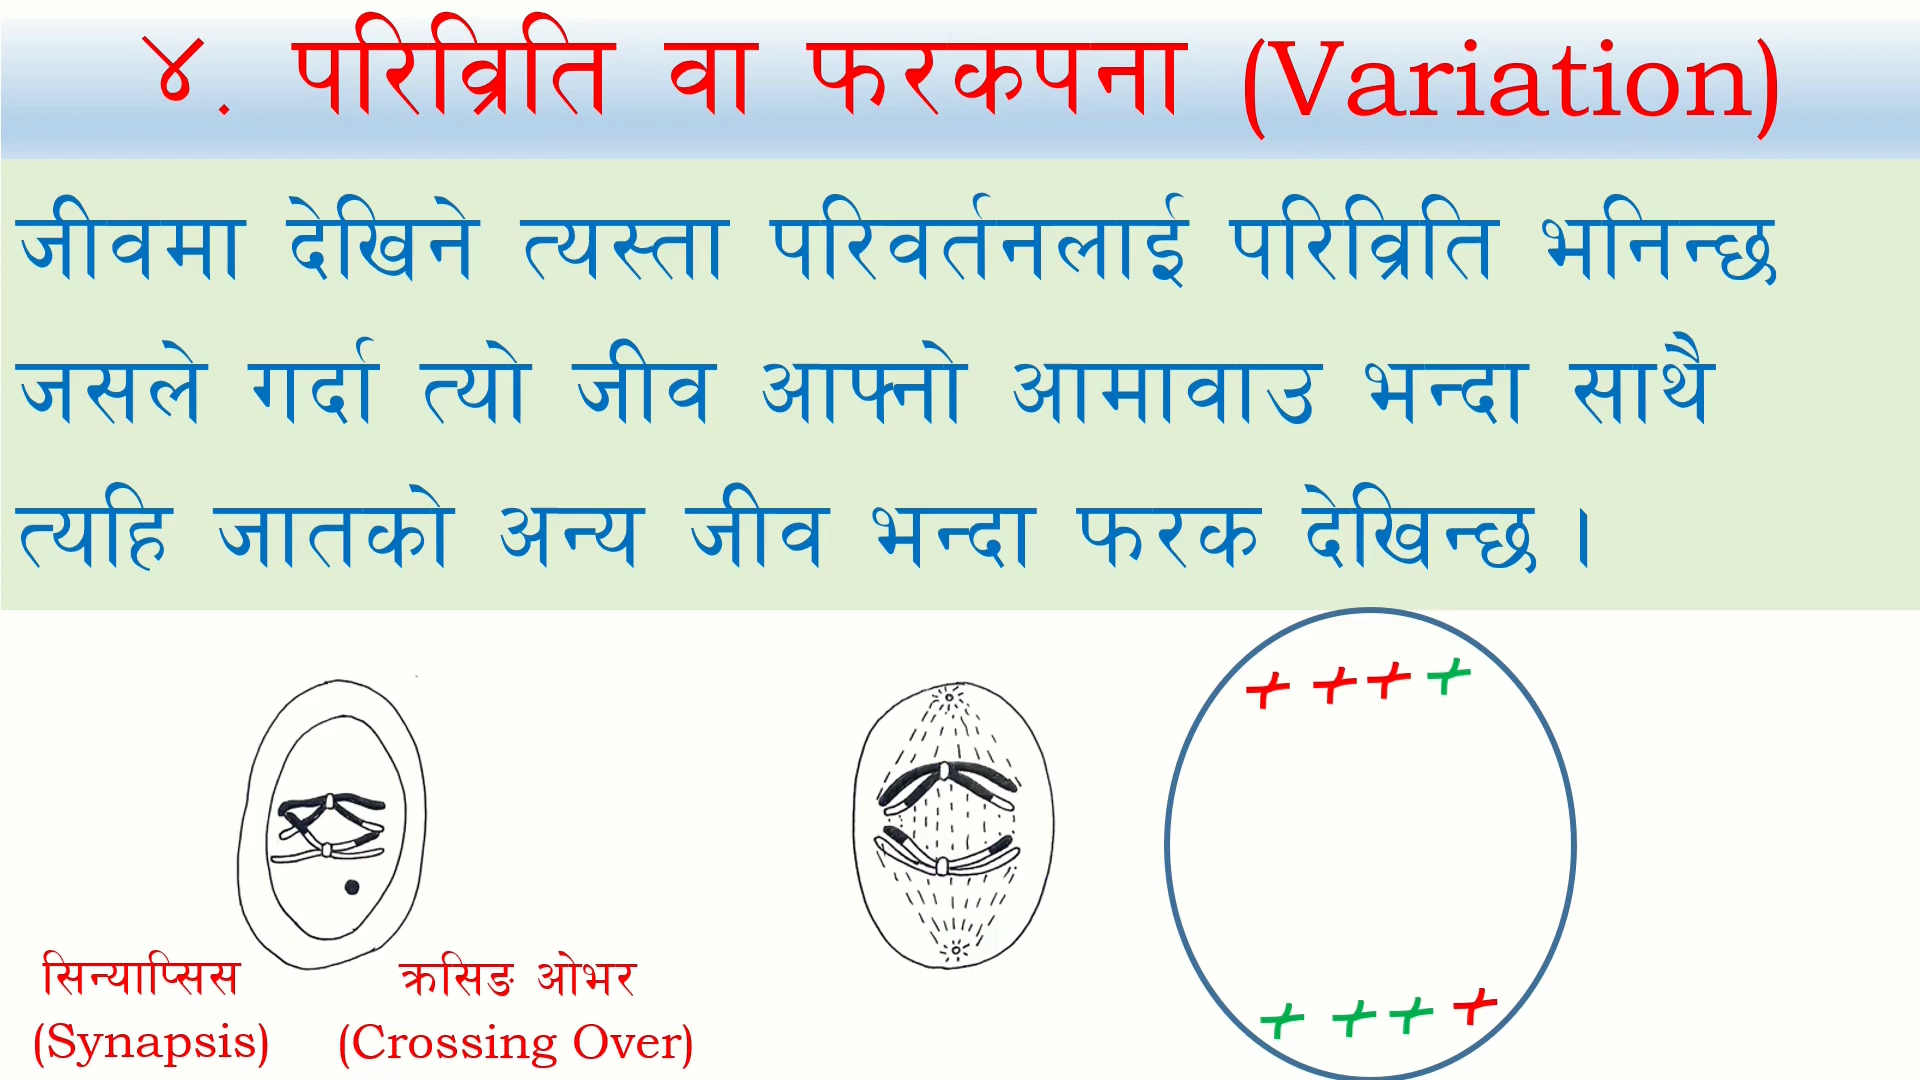 ४. परिव्रिति वा फरकपना (Variation)
जीवमा देखिने त्यस्ता परिवर्तनलाई परिव्रिति भनिन्छ
जसले गर्दा त्यो जीव आफ्नो आमावाउ भन्दा साथै
त्यहि जातको अन्य जीव भन्दा फरक देखिन्छ ।
सिन्याप्सिस
(Synapsis)
क्रसिङ ओभर
(Crossing Over)